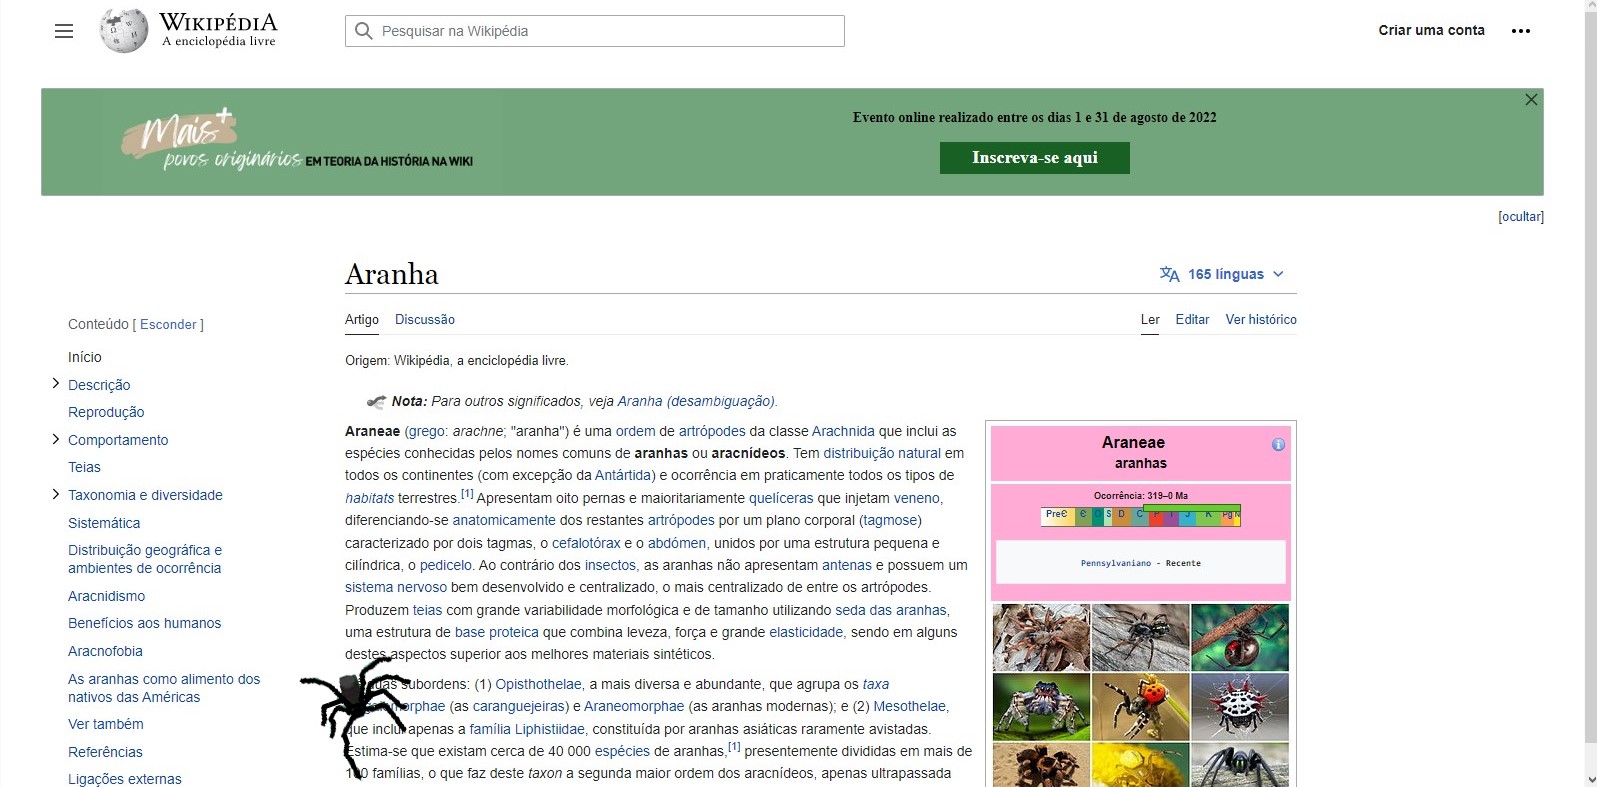 WIKIPÉDIA
A enciclopédia livre
Pesquisar na Wikipédia
Criar uma conta
Mais+
povos originários EM TEORIA DA HISTÓRIA NA WIKI
Evento online realizado entre os dias 1 e 31 de agosto de 2022
Inscreva-se aqui
[ocultar]
Aranha
165 línguas
Artigo
Discussão
Ler
Editar
Ver histórico
Conteúdo [ Esconder ]
Início
Descrição
Reprodução
Comportamento
Teias
Taxonomia e diversidade
Sistemática
Distribuição geográfica e
ambientes de ocorrência
Aracnidismo
Benefícios aos humanos
Aracnofobia
As aranhas como alimento dos
nativos das Américas
Ver também
Referências
Ligações externas
Origem: Wikipédia, a enciclopédia livre.
Nota: Para outros significados, veja Aranha (desambiguação).
Araneae (grego: arachne; "aranha") é uma ordem de artrópodes da classe Arachnida que inclui as
espécies conhecidas pelos nomes comuns de aranhas ou aracnídeos. Tem distribuição natural em
todos os continentes (com excepção da Antártida) e ocorrência em praticamente todos os tipos de
habitats terrestres.[1] Apresentam oito pernas e maioritariamente quelíceras que injetam veneno,
diferenciando-se anatomicamente dos restantes artrópodes por um plano corporal (tagmose)
caracterizado por dois tagmas, o cefalotórax e o abdómen, unidos por uma estrutura pequena e
cilíndrica, o pedicelo. Ao contrário dos insectos, as aranhas não apresentam antenas e possuem um
sistema nervoso bem desenvolvido e centralizado, o mais centralizado de entre os artrópodes.
Produzem teias com grande variabilidade morfológica e de tamanho utilizando seda das aranhas,
uma estrutura de base proteica que combina leveza, força e grande elasticidade, sendo em alguns
destes aspectos superior aos melhores materiais sintéticos.
subordens: (1) Opisthothelae, a mais diversa e abundante, que agrupa os taxa
(as caranguejeiras) e Araneomorphae (as aranhas modernas); e (2) Mesothelae,
que inclui apenas a família Liphistiidae, constituída por aranhas asiáticas raramente avistadas.
Estima-se que existam cerca de 40 000 espécies de aranhas,[1] presentemente divididas em mais de
famílias, o que faz deste taxon a segunda maior ordem dos aracnídeos, apenas ultrapassada
Araneae
aranhas
Ocorrência: 319–0 Ma
PreЄ Є O S D C P T J K Pg N
Pennsylvaniano - Recente